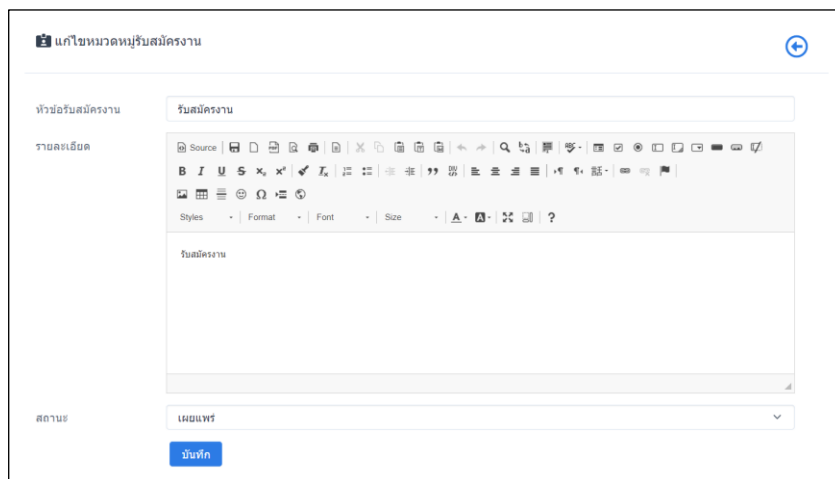 แก้ไขหมวดหมู่รับสมัครงาน
หัวข้อรับสมัครงาน รับสมัครงาน
รายละเอียด Source
B I U S x₂ x² Iₓ
Ω
Styles Format Font Size A A ?
รับสมัครงาน
สถานะ เผยแพร่
บันทึก